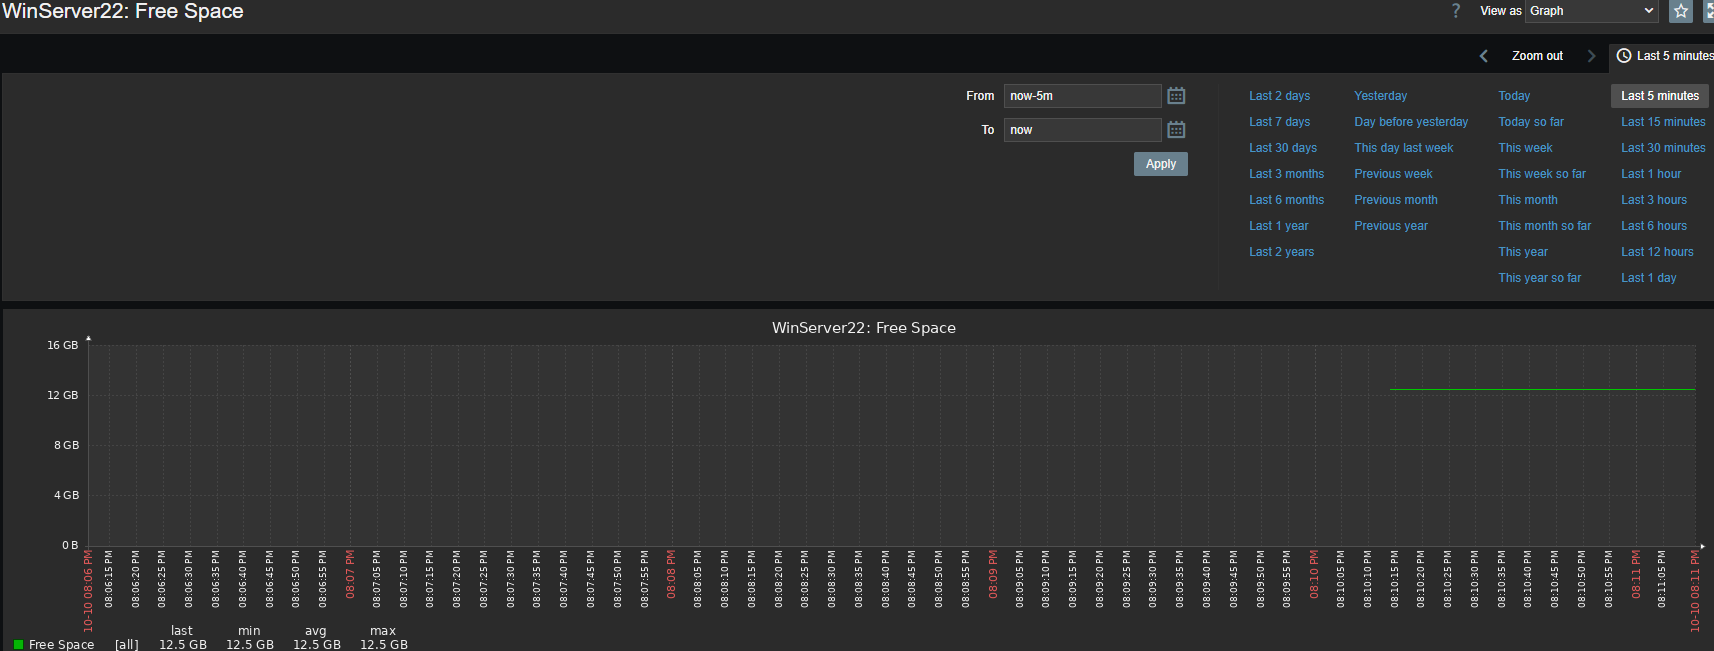 WinServer22: Free Space
? View as Graph
Zoom out Last 5 minutes
From now-5m
To now
Apply
Last 2 days Yesterday Today Last 5 minutes
Last 7 days Day before yesterday Today so far Last 15 minutes
Last 30 days This day last week This week Last 30 minutes
Last 3 months Previous week This week so far Last 1 hour
Last 6 months Previous month This month Last 3 hours
Last 1 year Previous year This month so far Last 6 hours
Last 2 years This year Last 12 hours
This year so far Last 1 day
WinServer22: Free Space
16 GB
12 GB
8 GB
4 GB
0 B
10-10 08:06 PM
08:06:15 PM
08:06:20 PM
08:06:25 PM
08:06:30 PM
08:06:35 PM
08:06:40 PM
08:06:45 PM
08:06:50 PM
08:06:55 PM
08:07 PM
08:07:05 PM
08:07:10 PM
08:07:15 PM
08:07:20 PM
08:07:25 PM
08:07:30 PM
08:07:35 PM
08:07:40 PM
08:07:45 PM
08:07:50 PM
08:07:55 PM
08:08 PM
08:08:05 PM
08:08:10 PM
08:08:15 PM
08:08:20 PM
08:08:25 PM
08:08:30 PM
08:08:35 PM
08:08:40 PM
08:08:45 PM
08:08:50 PM
08:08:55 PM
08:09 PM
08:09:05 PM
08:09:10 PM
08:09:15 PM
08:09:20 PM
08:09:25 PM
08:09:30 PM
08:09:35 PM
08:09:40 PM
08:09:45 PM
08:09:50 PM
08:09:55 PM
08:10 PM
08:10:05 PM
08:10:10 PM
08:10:15 PM
08:10:20 PM
08:10:25 PM
08:10:30 PM
08:10:35 PM
08:10:40 PM
08:10:45 PM
08:10:50 PM
08:10:55 PM
08:11 PM
08:11:05 PM
10-10 08:11 PM
last min avg max
Free Space [all] 12.5 GB 12.5 GB 12.5 GB 12.5 GB